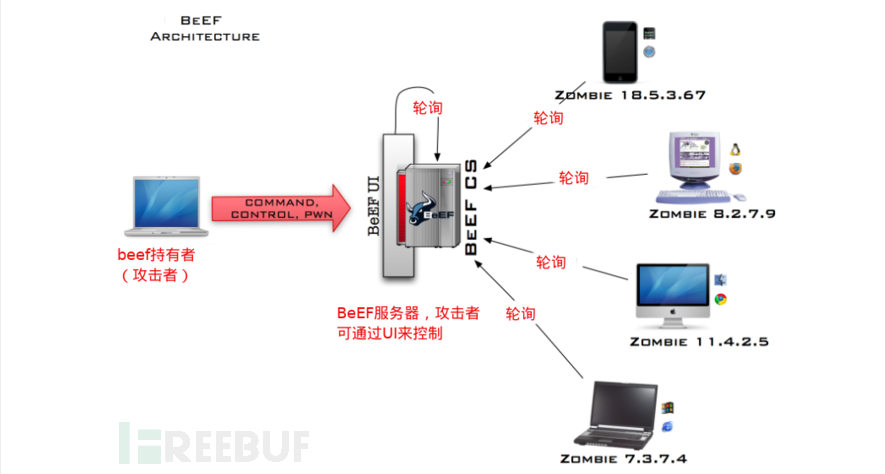 BeEF
Architecture
Zombie 18.5.3.67
轮询
轮询
轮询
Zombie 8.2.7.9
COMMAND,
CONTROL, PWN
BeEF UI
BeEF
BeEF CS
beef持有者
（攻击者）
轮询
Zombie 11.4.2.5
BeEF服务器，攻击者
可通过UI来控制
轮询
Zombie 7.3.7.4
FREEBUF